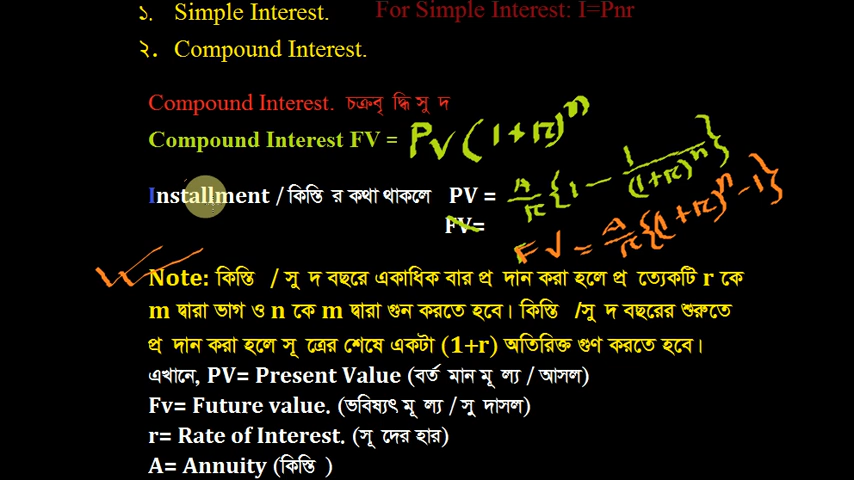 ১. Simple Interest. For Simple Interest: I=Pnr
২. Compound Interest.
Compound Interest. চক্রবৃদ্ধি সুদ
Compound Interest FV = PV(1+r)^n
Installment / কিস্তি র কথা থাকলে PV = A/r{1 - 1/(1+r)^n}
FV=
FV = A/r{(1+r)^n-1}
Note: কিস্তি / সুদ বছরে একাধিক বার প্রদান করা হলে প্রত্যেকটি r কে
m দ্বারা ভাগ ও n কে m দ্বারা গুন করতে হবে। কিস্তি /সুদ বছরের শুরুতে
প্রদান করা হলে সূত্রের শেষে একটা (1+r) অতিরিক্ত গুণ করতে হবে।
এখানে, PV= Present Value (বর্তমান মূল্য / আসল)
Fv= Future value. (ভবিষ্যৎ মূল্য / সুদাসল)
r= Rate of Interest. (সূদের হার)
A= Annuity (কিস্তি )